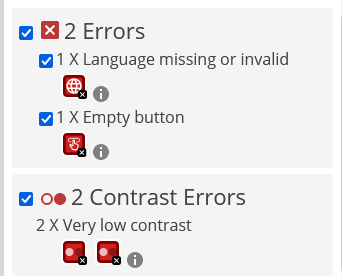 2 Errors
1 X Language missing or invalid
1 X Empty button
2 Contrast Errors
2 X Very low contrast